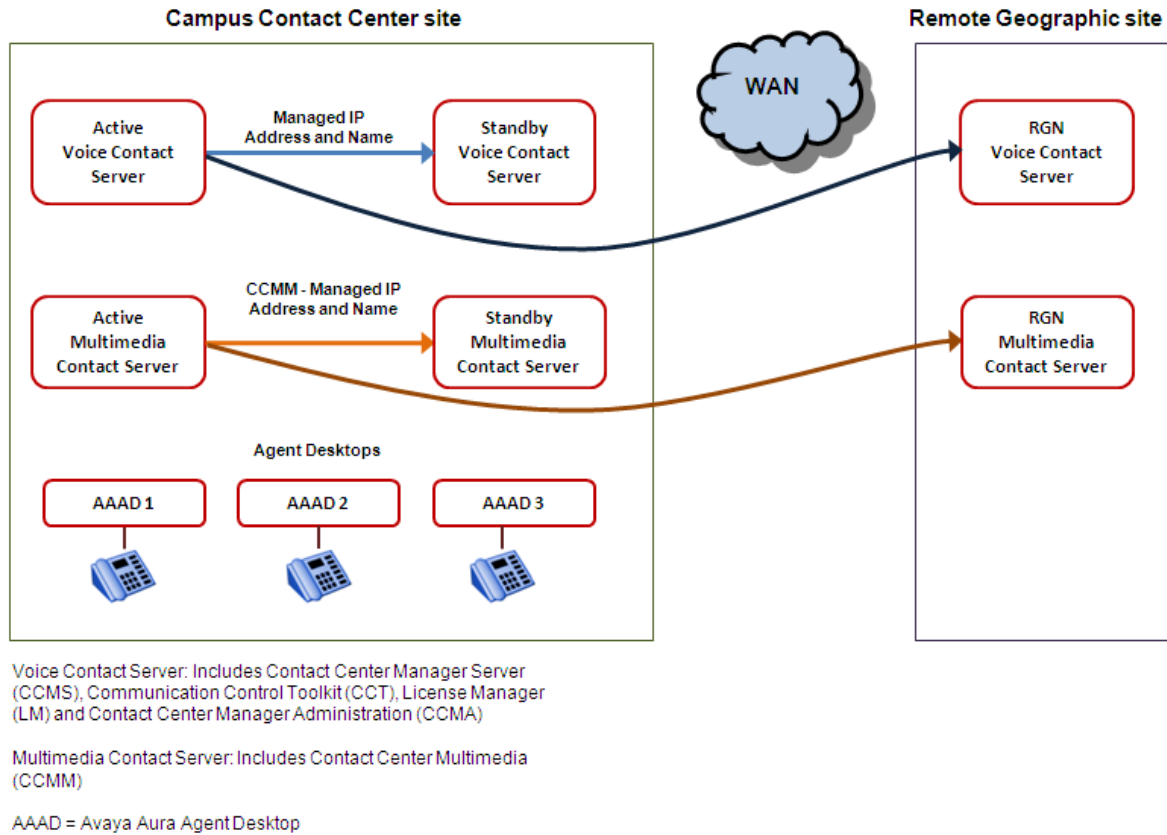 Campus Contact Center site
Remote Geographic site
WAN
Active
Voice Contact
Server
Managed IP
Address and Name
Standby
Voice Contact
Server
RGN
Voice Contact
Server
Active
Multimedia
Contact Server
CCMM - Managed IP
Address and Name
Standby
Multimedia
Contact Server
RGN
Multimedia
Contact Server
Agent Desktops
AAAD 1
AAAD 2
AAAD 3
Voice Contact Server: Includes Contact Center Manager Server
(CCMS), Communication Control Toolkit (CCT), License Manager
(LM) and Contact Center Manager Administration (CCMA)
Multimedia Contact Server: Includes Contact Center Multimedia
(CCMM)
AAAD = Avaya Aura Agent Desktop